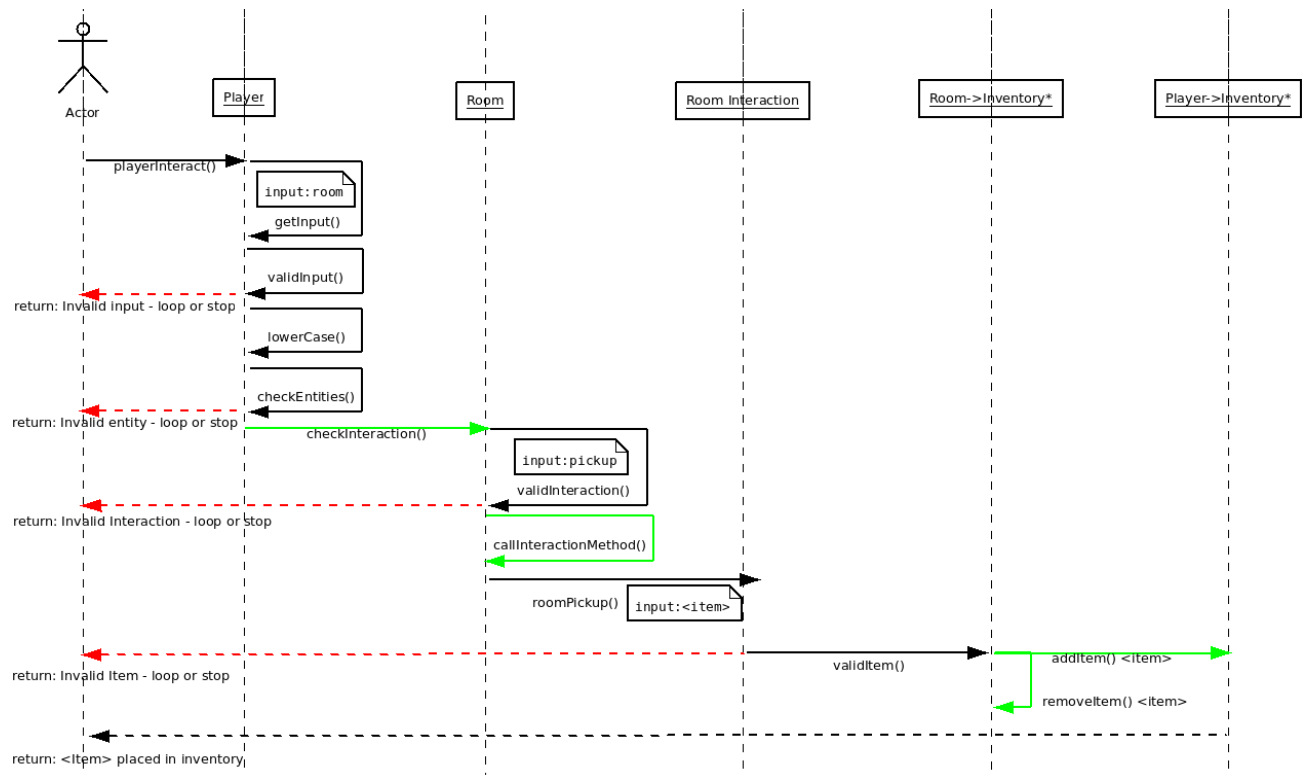 Actor
Player
Room
Room Interaction
Room->Inventory*
Player->Inventory*
playerInteract()
input:room
getInput()
validInput()
return: Invalid input - loop or stop
lowerCase()
checkEntities()
return: Invalid entity - loop or stop
checkInteraction()
input:pickup
validInteraction()
return: Invalid Interaction - loop or stop
callInteractionMethod()
roomPickup()
input:<item>
validItem()
addItem() <Item>
return: Invalid Item - loop or stop
removeItem() <item>
return: <Item> placed in inventory